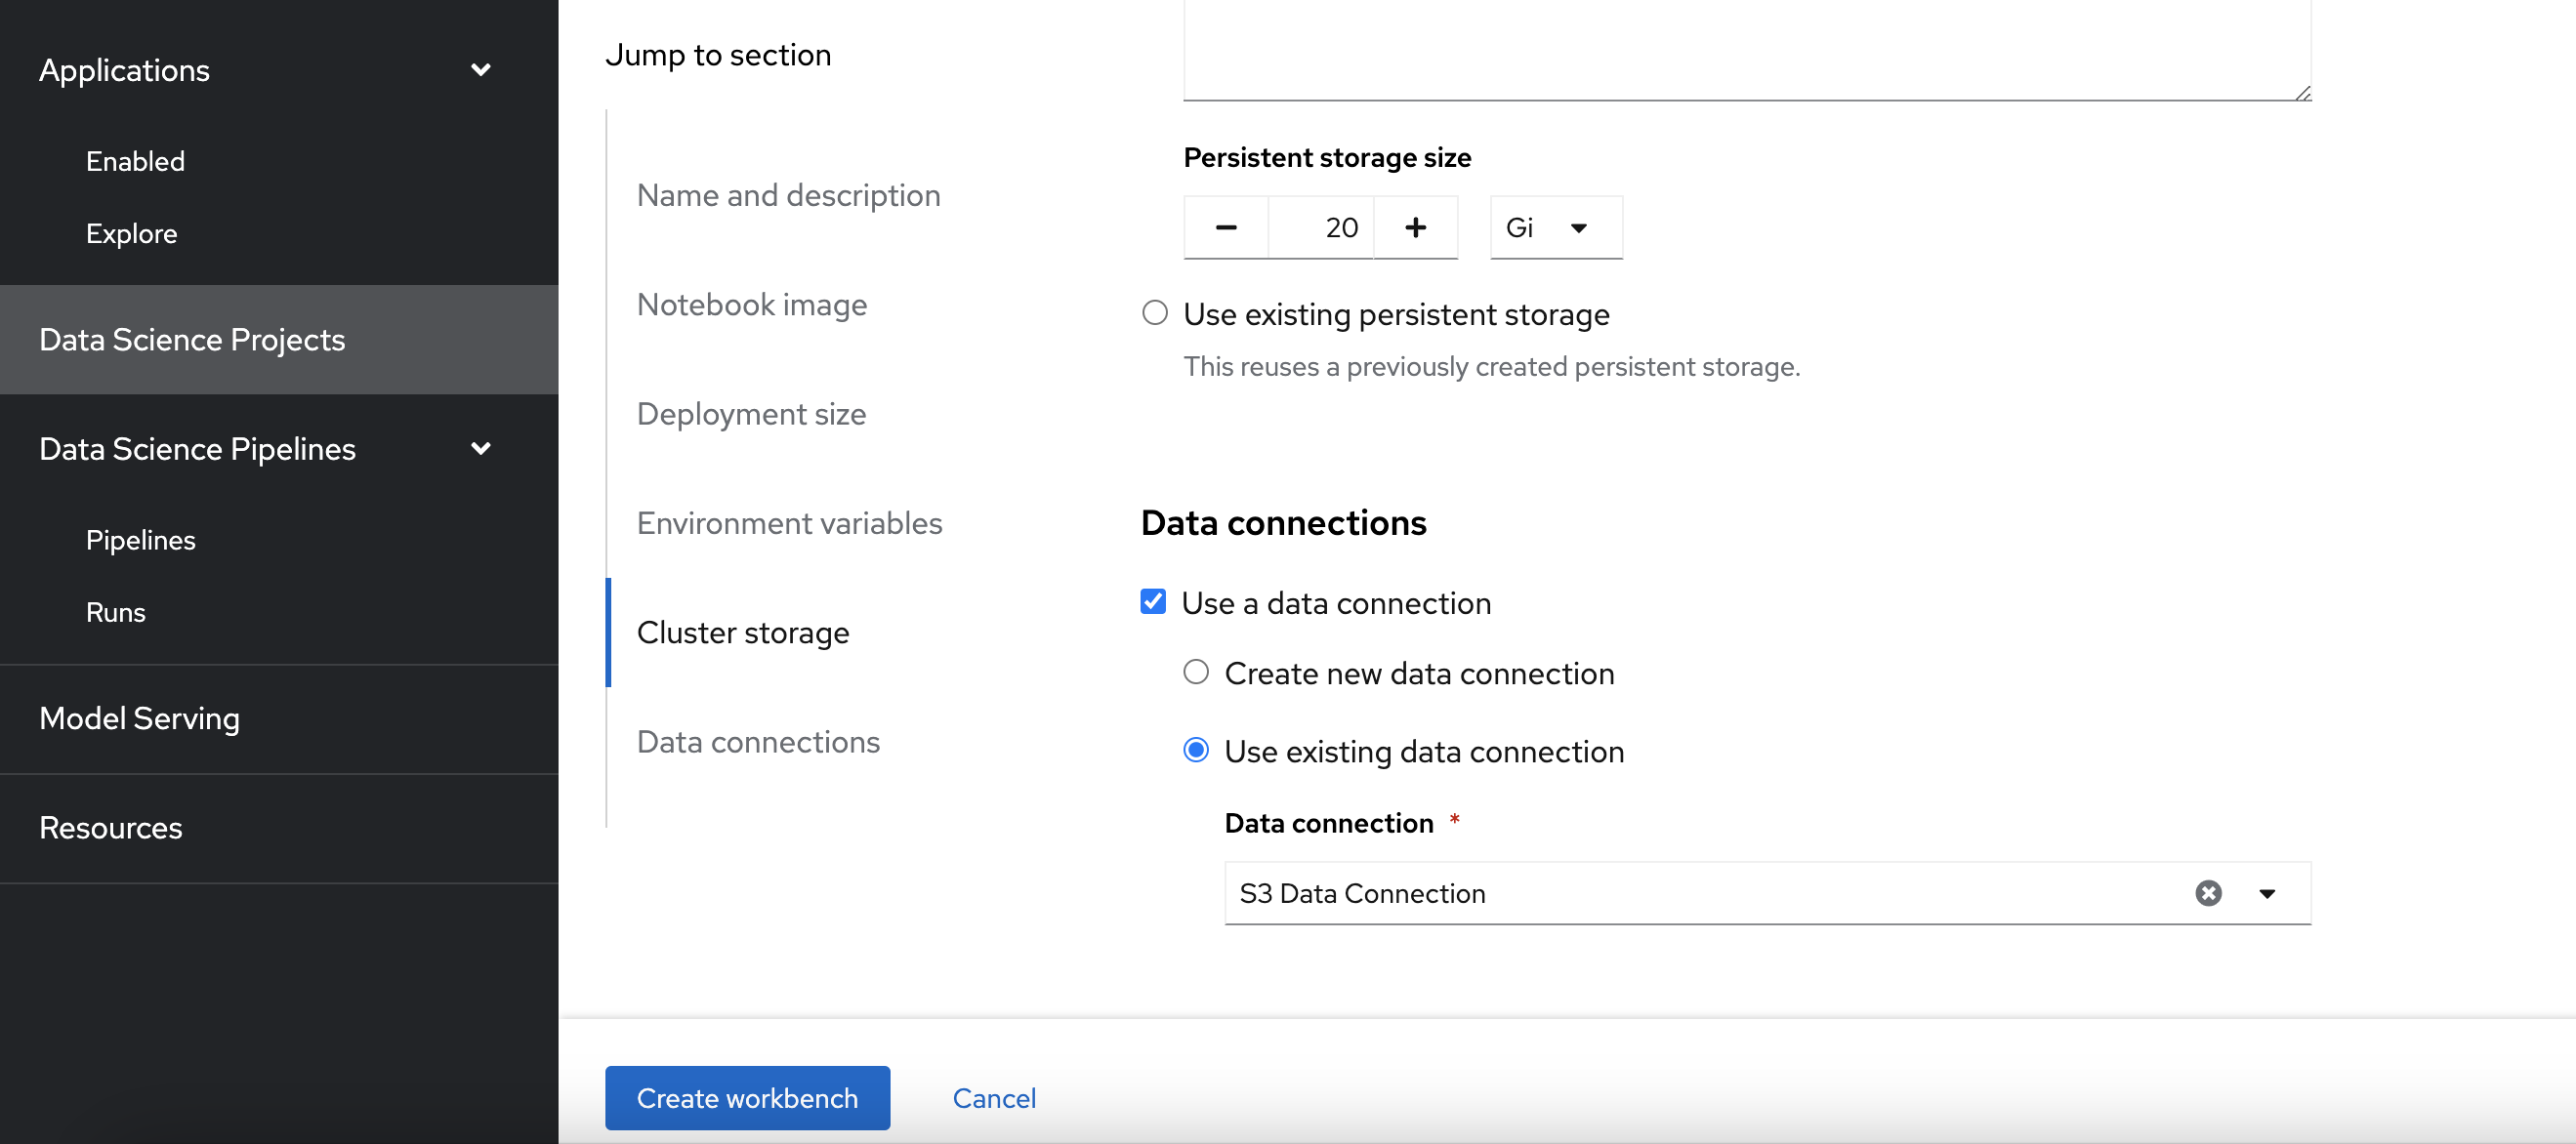 Applications
Enabled
Explore
Data Science Projects
Data Science Pipelines
Pipelines
Runs
Model Serving
Resources
Jump to section
Name and description
Notebook image
Deployment size
Environment variables
Cluster storage
Data connections
Persistent storage size
20
Gi
Use existing persistent storage
This reuses a previously created persistent storage.
Data connections
Use a data connection
Create new data connection
Use existing data connection
Data connection *
S3 Data Connection
Create workbench
Cancel